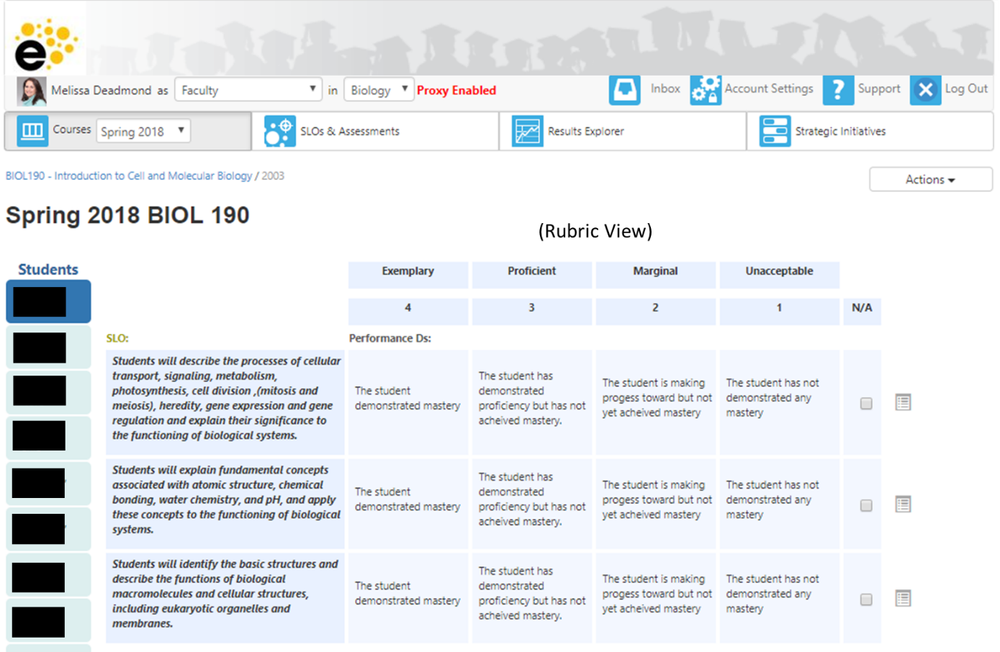 e
Melissa Deadmond as Faculty in Biology Proxy Enabled Inbox Account Settings Support Log Out
Courses Spring 2018 SLOs & Assessments Results Explorer Strategic Initiatives
BIOL190 - Introduction to Cell and Molecular Biology / 2003
Actions
Spring 2018 BIOL 190
(Rubric View)
Students
Exemplary Proficient Marginal Unacceptable
4 3 2 1 N/A
SLO: Performance Ds:
Students will describe the processes of cellular
transport, signaling, metabolism,
photosynthesis, cell division ,(mitosis and
meiosis), heredity, gene expression and gene
regulation and explain their significance to
the functioning of biological systems.
The student
demonstrated mastery
The student has
demonstrated
proficiency but has not
acheived mastery.
The student is making
progess toward but not
yet acheived mastery
The student has not
demonstrated any
mastery
Students will explain fundamental concepts
associated with atomic structure, chemical
bonding, water chemistry, and pH, and apply
these concepts to the functioning of biological
systems.
The student
demonstrated mastery
The student has
demonstrated
proficiency but has not
acheived mastery.
The student is making
progess toward but not
yet acheived mastery
The student has not
demonstrated any
mastery
Students will identify the basic structures and
describe the functions of biological
macromolecules and cellular structures,
including eukaryotic organelles and
membranes.
The student
demonstrated mastery
The student has
demonstrated
proficiency but has not
acheived mastery.
The student is making
progess toward but not
yet acheived mastery
The student has not
demonstrated any
mastery